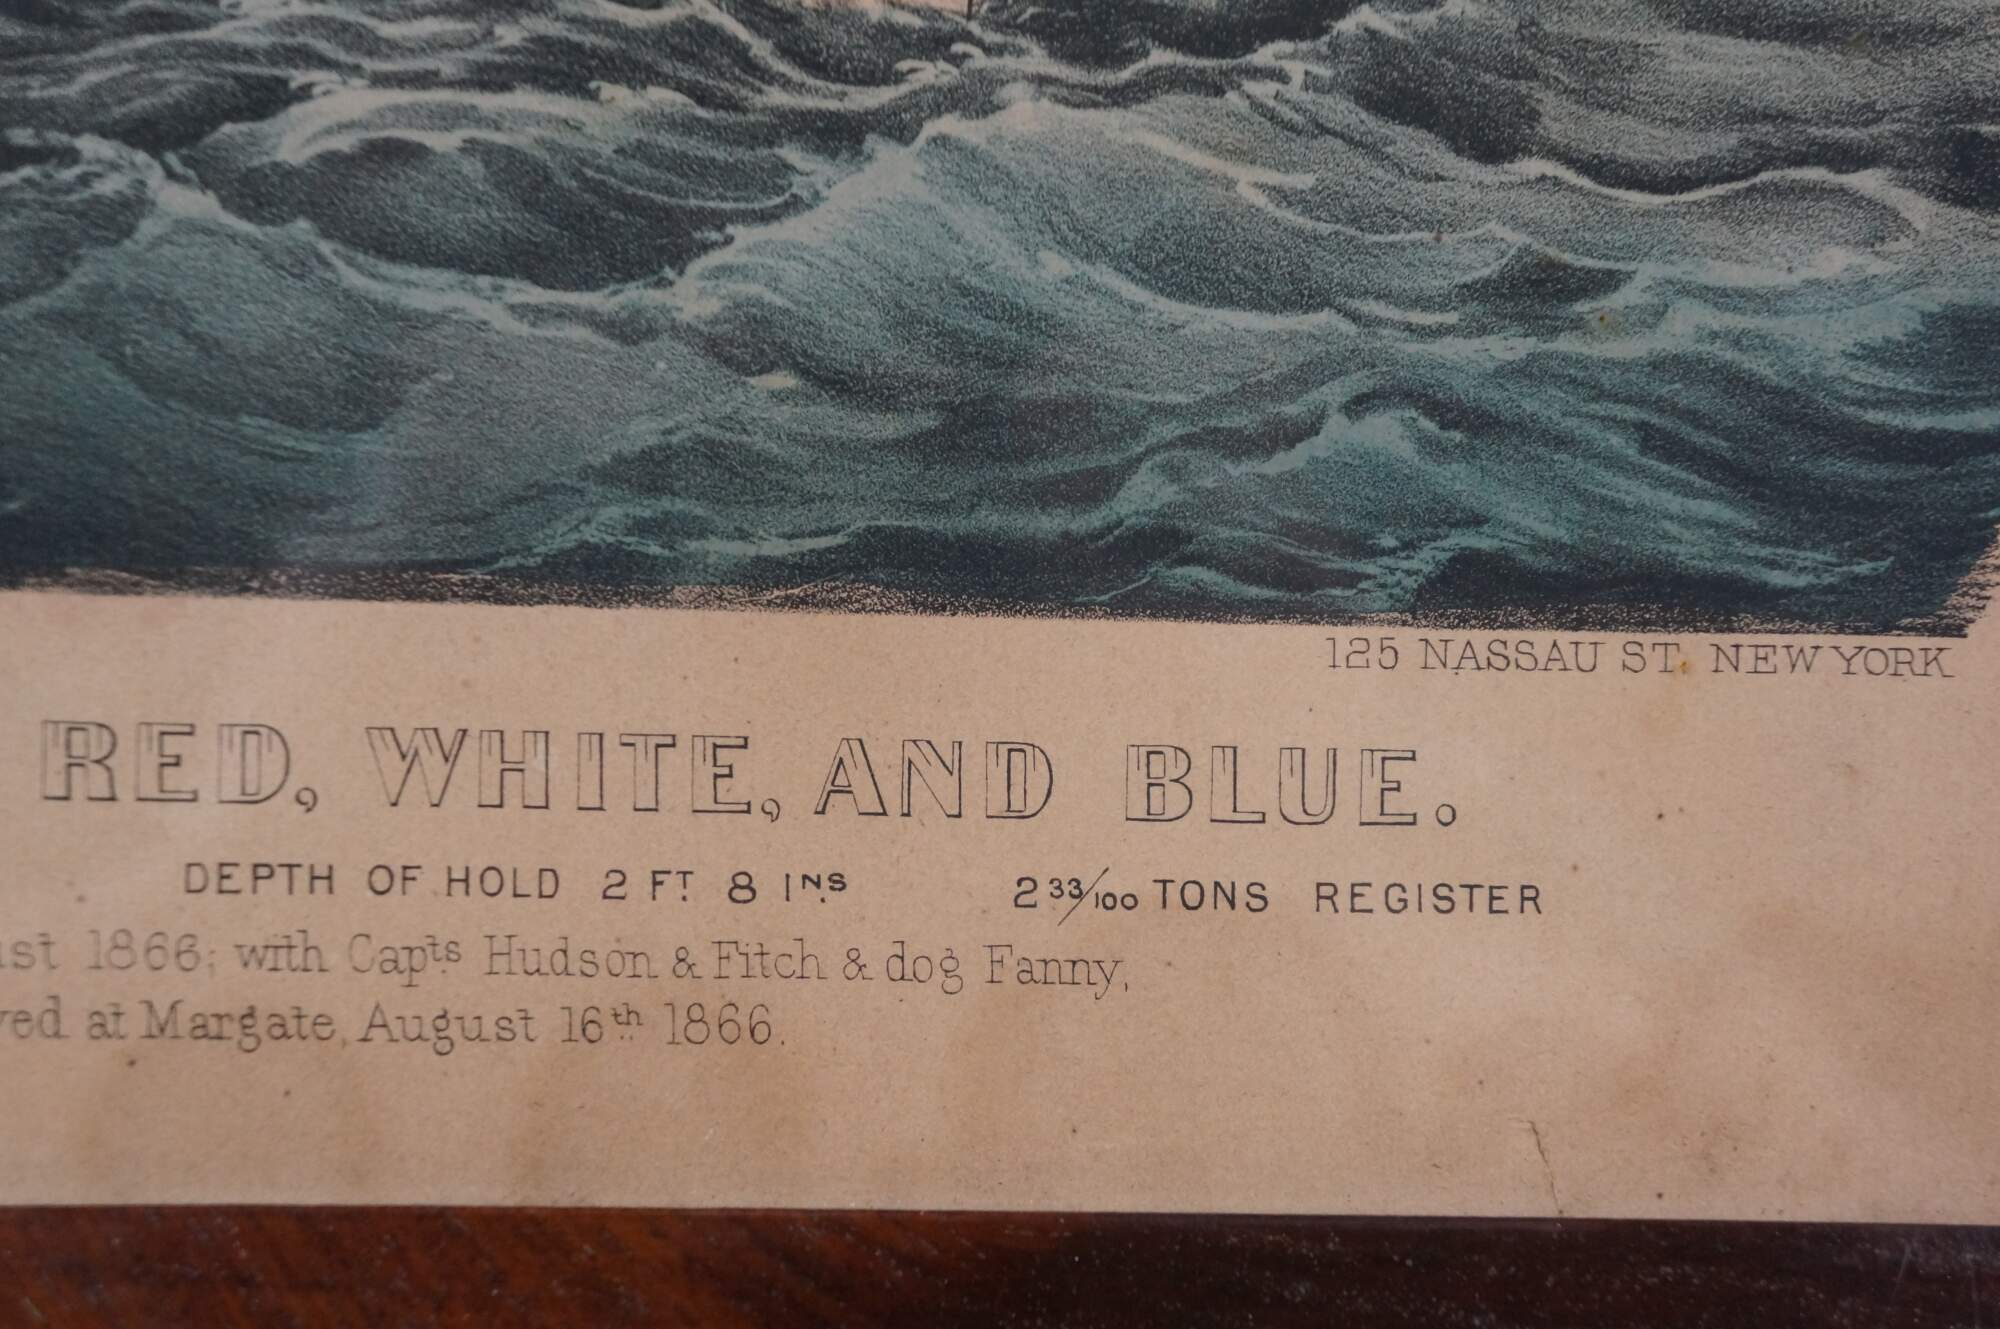 125 NASSAU ST. NEW YORK
RED, WHITE, AND BLUE.
DEPTH OF HOLD 2 FT. 8 INS. 2 33/100 TONS REGISTER
1866; with Capts. Hudson & Fitch & dog Fanny,
at Margate, August 16th 1866.